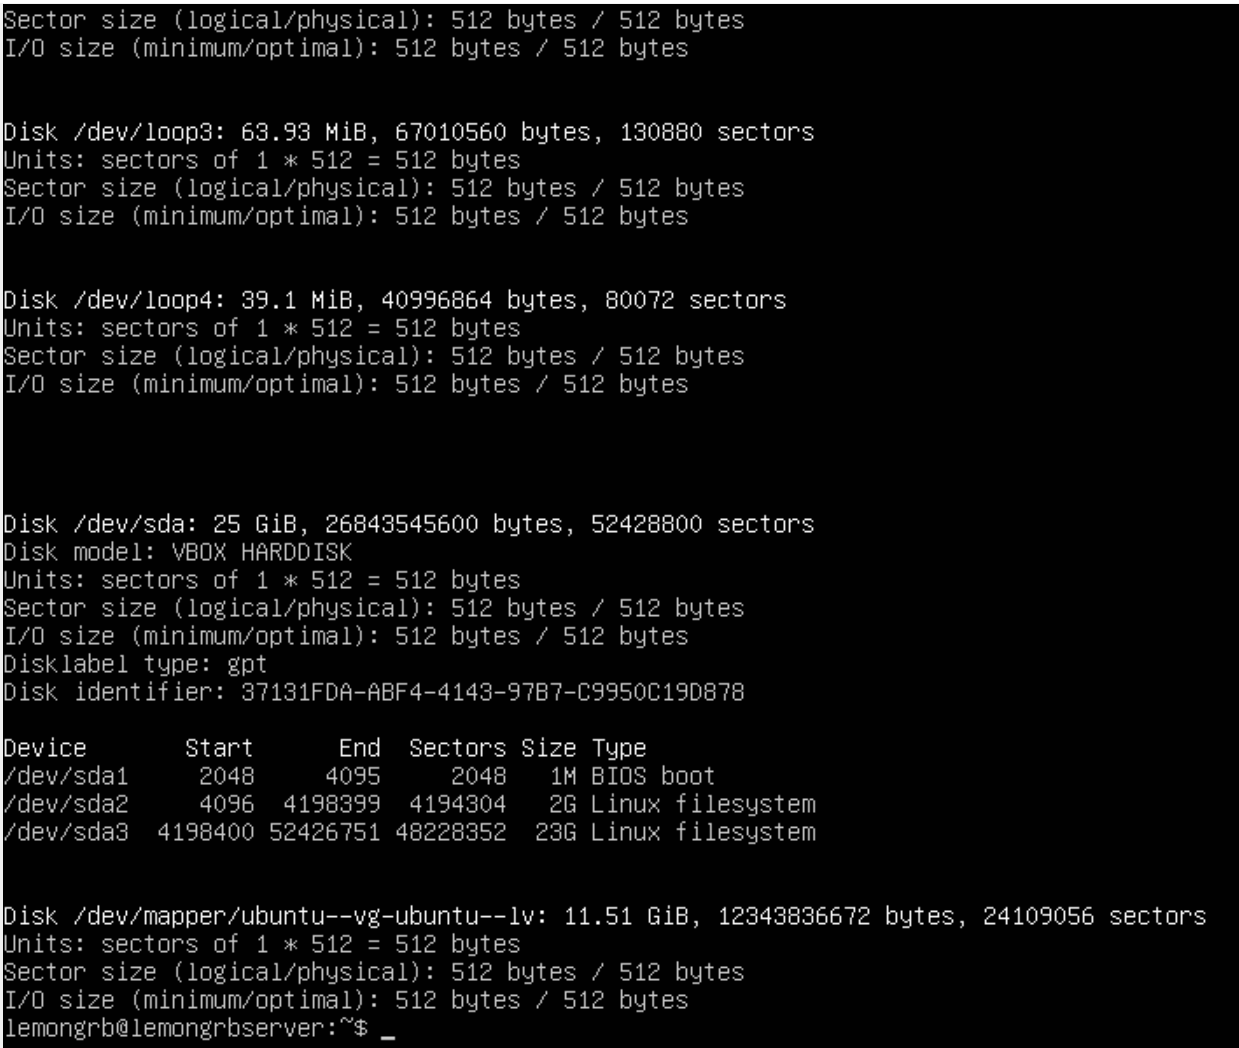 Sector size (logical/physical): 512 bytes / 512 bytes
I/O size (minimum/optimal): 512 bytes / 512 bytes
Disk /dev/loop3: 63.93 MiB, 67010560 bytes, 130880 sectors
Units: sectors of 1 * 512 = 512 bytes
Sector size (logical/physical): 512 bytes / 512 bytes
I/O size (minimum/optimal): 512 bytes / 512 bytes
Disk /dev/loop4: 39.1 MiB, 40996864 bytes, 80072 sectors
Units: sectors of 1 * 512 = 512 bytes
Sector size (logical/physical): 512 bytes / 512 bytes
I/O size (minimum/optimal): 512 bytes / 512 bytes
Disk /dev/sda: 25 GiB, 26843545600 bytes, 52428800 sectors
Disk model: VBOX HARDDISK
Units: sectors of 1 * 512 = 512 bytes
Sector size (logical/physical): 512 bytes / 512 bytes
I/O size (minimum/optimal): 512 bytes / 512 bytes
Disklabel type: gpt
Disk identifier: 37131FDA-ABF4-4143-97B7-C9950C19D878
Device       Start      End  Sectors Size Type
/dev/sda1     2048     4095     2048   1M BIOS boot
/dev/sda2     4096  4198399  4194304   2G Linux filesystem
/dev/sda3  4198400 52426751 48228352  23G Linux filesystem
Disk /dev/mapper/ubuntu--vg-ubuntu--lv: 11.51 GiB, 12343836672 bytes, 24109056 sectors
Units: sectors of 1 * 512 = 512 bytes
Sector size (logical/physical): 512 bytes / 512 bytes
I/O size (minimum/optimal): 512 bytes / 512 bytes
lemongrb@lemongrbserver:~$ _